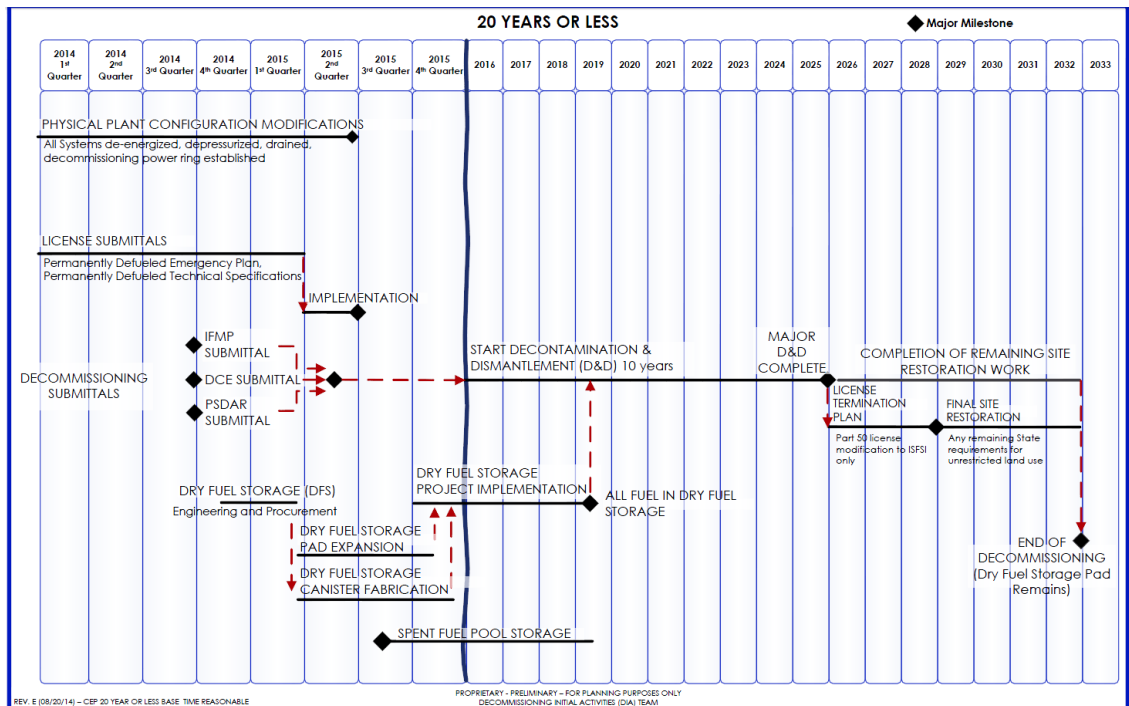 20 YEARS OR LESS
Major Milestone
2014
1st
Quarter
2014
2nd
Quarter
2014
3rd Quarter
2014
4th Quarter
2015
1st Quarter
2015
2nd
Quarter
2015
3rd Quarter
2015
4th Quarter
2016
2017
2018
2019
2020
2021
2022
2023
2024
2025
2026
2027
2028
2029
2030
2031
2032
2033
PHYSICAL PLANT CONFIGURATION MODIFICATIONS
All Systems de-energized, depressurized, drained,
decommissioning power ring established
LICENSE SUBMITTALS
Permanently Defueled Emergency Plan,
Permanently Defueled Technical Specifications
IMPLEMENTATION
IFMP
SUBMITTAL
DECOMMISSIONING
SUBMITTALS
DCE SUBMITTAL
PSDAR
SUBMITTAL
START DECONTAMINATION &
DISMANTLEMENT (D&D) 10 years
MAJOR
D&D
COMPLETE
COMPLETION OF REMAINING SITE
RESTORATION WORK
LICENSE
TERMINATION
PLAN
Part 50 license
modification to ISFSI
only
FINAL SITE
RESTORATION
Any remaining State
requirements for
unrestricted land use
DRY FUEL STORAGE (DFS)
Engineering and Procurement
DRY FUEL STORAGE
PROJECT IMPLEMENTATION
ALL FUEL IN DRY FUEL
STORAGE
DRY FUEL STORAGE
PAD EXPANSION
DRY FUEL STORAGE
CANISTER FABRICATION
END OF
DECOMMISSIONING
(Dry Fuel Storage Pad
Remains)
SPENT FUEL POOL STORAGE
REV. E (08/20/14) – CEP 20 YEAR OR LESS BASE TIME REASONABLE
PROPRIETARY - PRELIMINARY – FOR PLANNING PURPOSES ONLY
DECOMMISSIONING INITIAL ACTIVITIES (DIA) TEAM